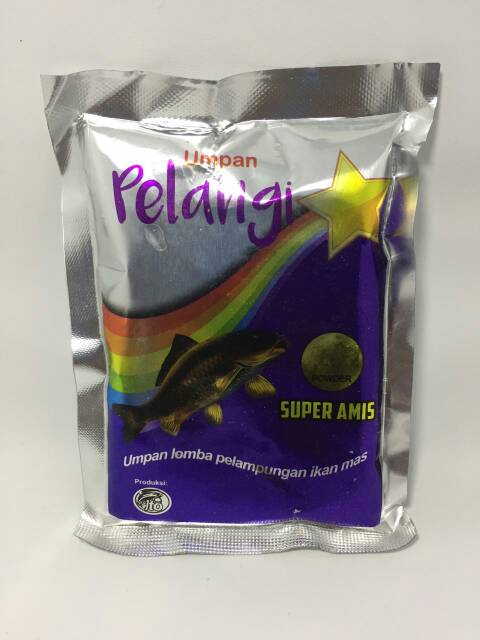 Umpan
Pelangi
POWDER
SUPER AMIS
Umpan lomba pelampungan ikan mas
Produksi: